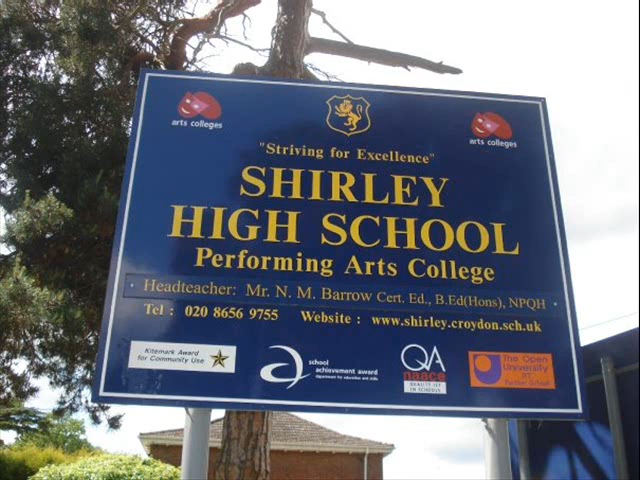 arts colleges
arts colleges
"Striving for Excellence"
SHIRLEY
HIGH SCHOOL
Performing Arts College
Headteacher: Mr. N. M. Barrow Cert. Ed., B.Ed(Hons), NPQH
Tel : 020 8656 9755 Website : www.shirley.croydon.sch.uk
Kitemark Award
for Community Use
school
achievement award
department for education and skills
QA
naace
QUALITY ICT
IN SCHOOLS
The Open
University
Partner School